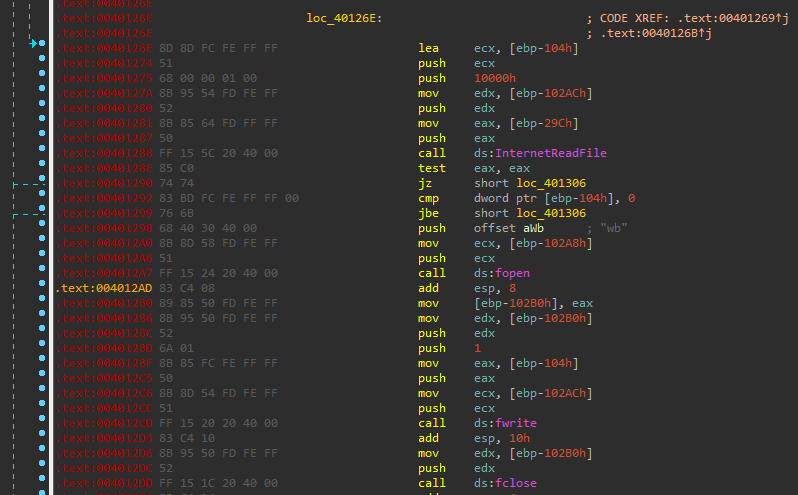 .text:0040126E
.text:0040126E loc_40126E: ; CODE XREF: .text:00401269↑j
.text:0040126E ; .text:0040126B↑j
.text:0040126E 8D 8D FC FE FF FF lea ecx, [ebp-104h]
.text:00401274 51 push ecx
.text:00401275 68 00 00 01 00 push 10000h
.text:0040127A 8B 95 54 FD FE FF mov edx, [ebp-102ACh]
.text:00401280 52 push edx
.text:00401281 8B 85 64 FD FF FF mov eax, [ebp-29Ch]
.text:00401287 50 push eax
.text:00401288 FF 15 5C 20 40 00 call ds:InternetReadFile
.text:0040128E 85 C0 test eax, eax
.text:00401290 74 74 jz short loc_401306
.text:00401292 83 BD FC FE FF FF 00 cmp dword ptr [ebp-104h], 0
.text:00401299 76 6B jbe short loc_401306
.text:0040129B 68 40 30 40 00 push offset aWb ; "wb"
.text:004012A0 8B 8D 58 FD FE FF mov ecx, [ebp-102A8h]
.text:004012A6 51 push ecx
.text:004012A7 FF 15 24 20 40 00 call ds:fopen
.text:004012AD 83 C4 08 add esp, 8
.text:004012B0 89 85 50 FD FE FF mov [ebp-102B0h], eax
.text:004012B6 8B 95 50 FD FE FF mov edx, [ebp-102B0h]
.text:004012BC 52 push edx
.text:004012BD 6A 01 push 1
.text:004012BF 8B 85 FC FE FF FF mov eax, [ebp-104h]
.text:004012C5 50 push eax
.text:004012C6 8B 8D 54 FD FE FF mov ecx, [ebp-102ACh]
.text:004012CC 51 push ecx
.text:004012CD FF 15 20 20 40 00 call ds:fwrite
.text:004012D3 83 C4 10 add esp, 10h
.text:004012D6 8B 95 50 FD FE FF mov edx, [ebp-102B0h]
.text:004012DC 52 push edx
.text:004012DD FF 15 1C 20 40 00 call ds:fclose